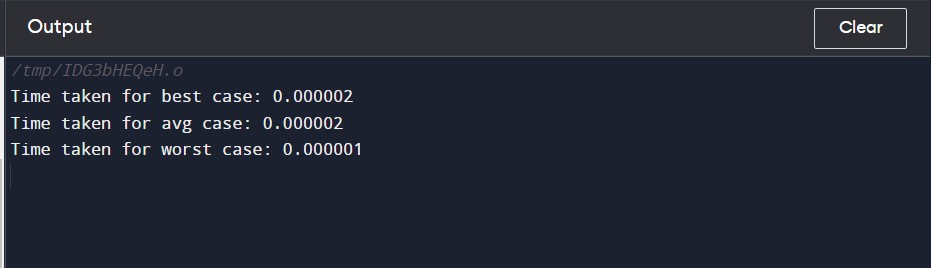 Output
Clear
/tmp/IDG3bHEQeH.o
Time taken for best case: 0.000002
Time taken for avg case: 0.000002
Time taken for worst case: 0.000001